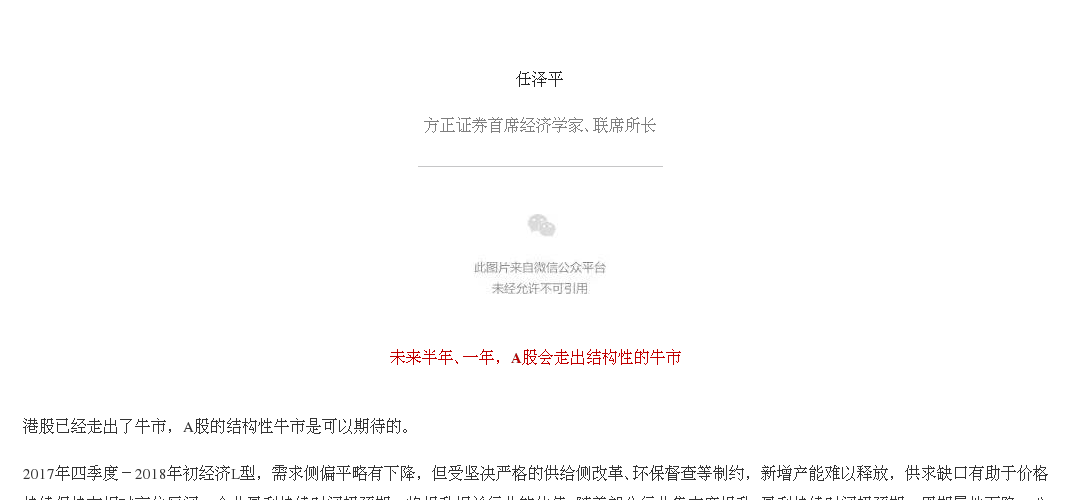 任泽平
方正证券首席经济学家、联席所长
此图片来自微信公众平台
未经允许不可引用
未来半年、一年，A股会走出结构性的牛市
港股已经走出了牛市，A股的结构性牛市是可以期待的。
2017年四季度－2018年初经济L型，需求侧偏平略有下降，但受坚决严格的供给侧改革、环保督查等制约，新增产能难以释放，供求缺口有助于价格